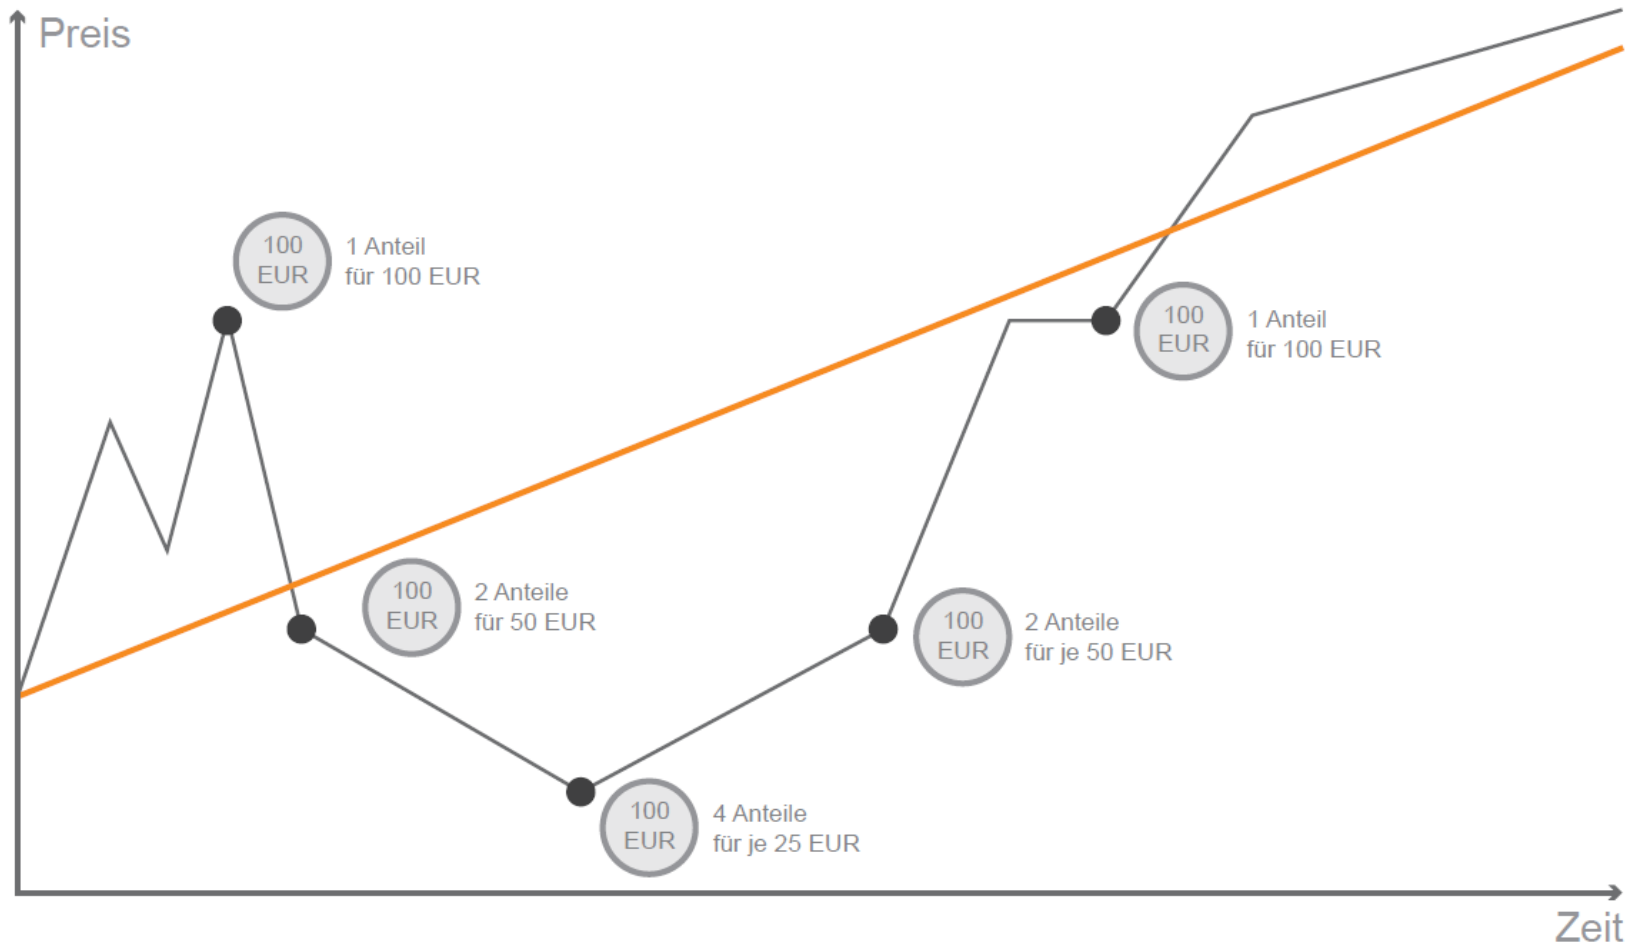 Preis
100
EUR
1 Anteil
für 100 EUR
100
EUR
1 Anteil
für 100 EUR
100
EUR
2 Anteile
für 50 EUR
100
EUR
2 Anteile
für je 50 EUR
100
EUR
4 Anteile
für je 25 EUR
Zeit